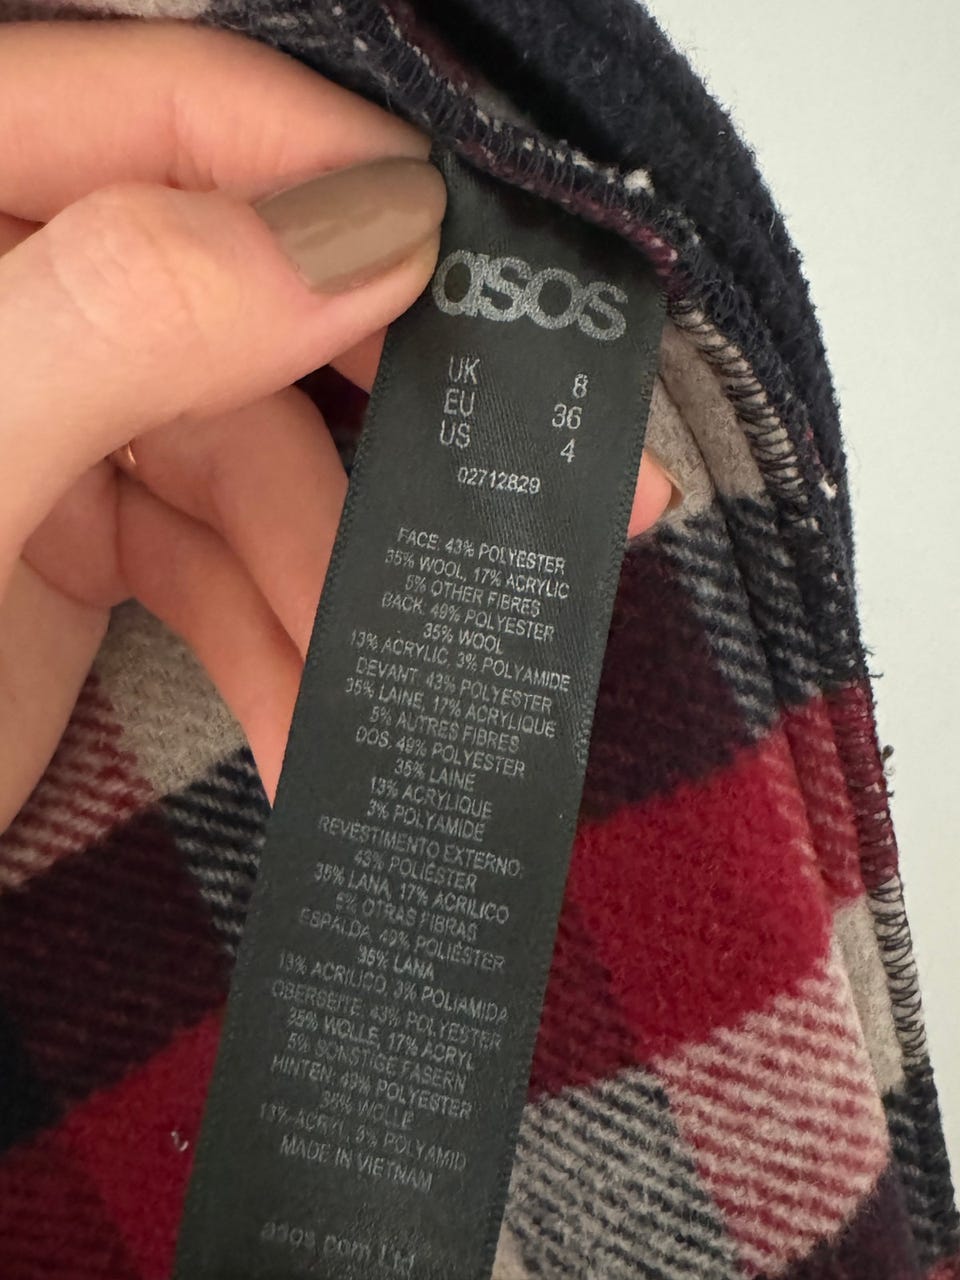 asos
UK 8
EU 36
US 4
02712829
FACE: 43% POLYESTER
35% WOOL, 17% ACRYLIC
5% OTHER FIBRES
BACK: 49% POLYESTER
35% WOOL
13% ACRYLIC, 3% POLYAMIDE
DEVANT: 43% POLYESTER
35% LAINE, 17% ACRYLIQUE
5% AUTRES FIBRES
DOS: 49% POLYESTER
35% LAINE
13% ACRYLIQUE
3% POLYAMIDE
REVESTIMENTO EXTERNO:
43% POLIÉSTER
35% LANA, 17% ACRILICO
5% OTRAS FIBRAS
ESPALDA: 49% POLIÉSTER
35% LANA
13% ACRILICO, 3% POLIAMIDA
OBERSEITE: 43% POLYESTER
35% WOLLE, 17% ACRYL
5% SONSTIGE FASERN
HINTEN: 49% POLYESTER
35% WOLLE
13% ACRYL, 3% POLYAMID
MADE IN VIETNAM
asos.com Ltd